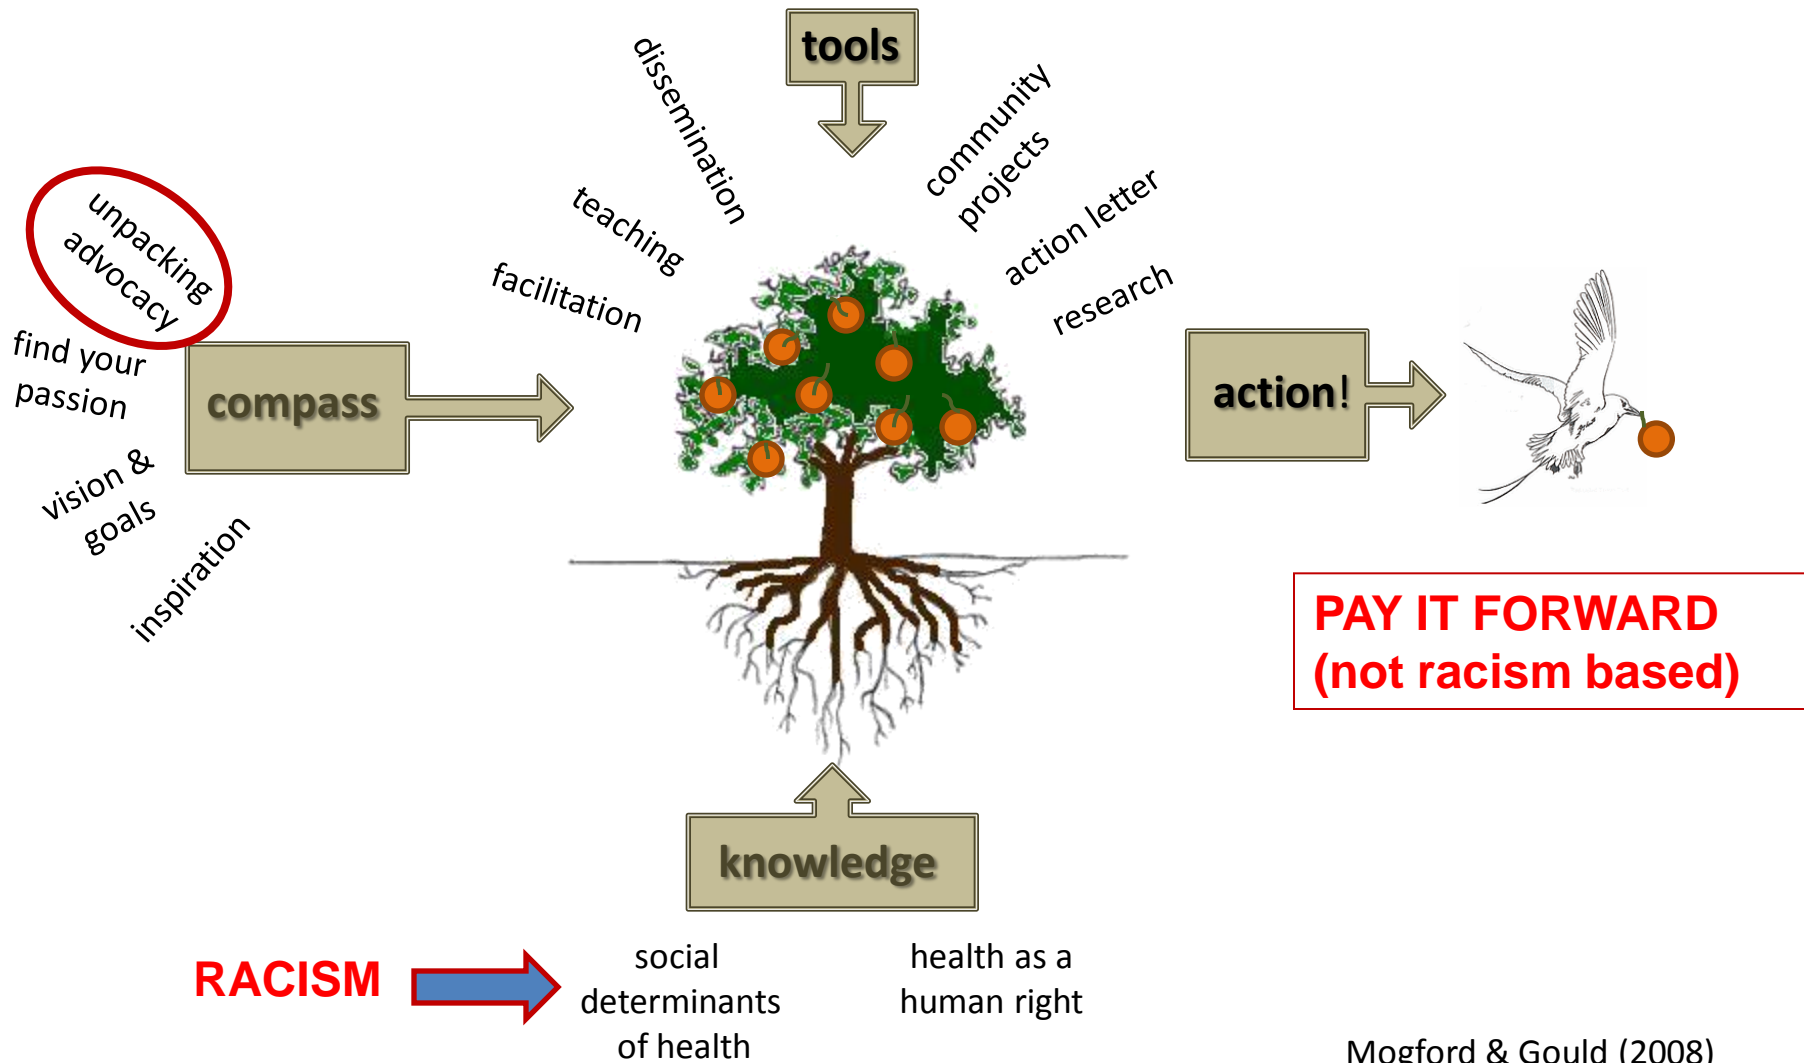 tools
dissemination
community
projects
teaching
action letter
facilitation
research
unpacking
advocacy
find your
passion
vision &
goals
inspiration
compass
action!
PAY IT FORWARD
(not racism based)
knowledge
RACISM
social
determinants
of health
health as a
human right
Mogford & Gould (2008)